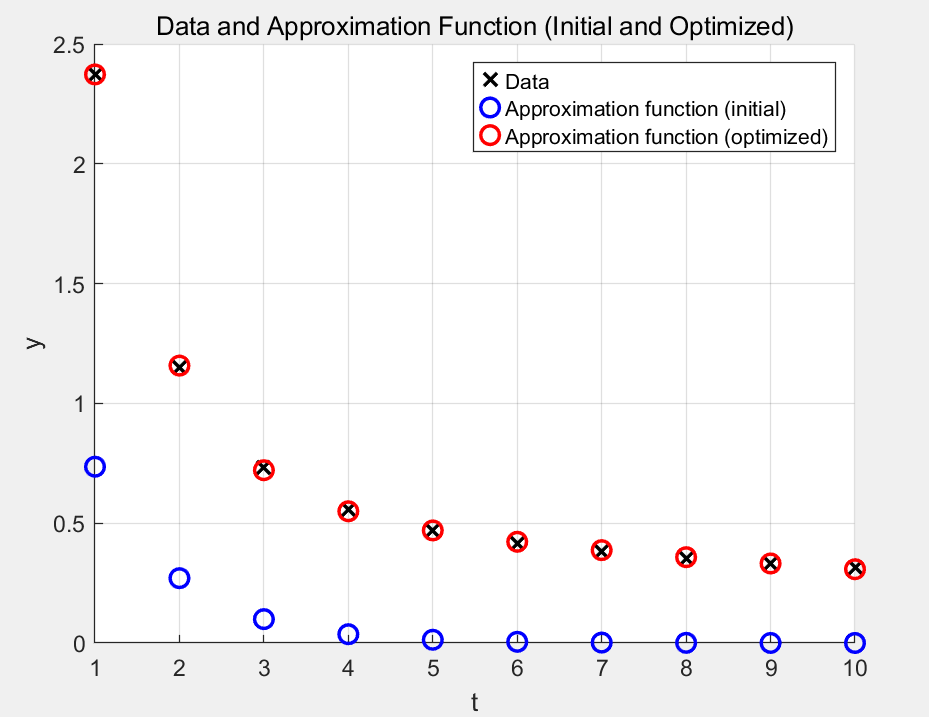 Data and Approximation Function (Initial and Optimized)
Data
Approximation function (initial)
Approximation function (optimized)
2.5
2
1.5
1
0.5
0
y
1 2 3 4 5 6 7 8 9 10
t